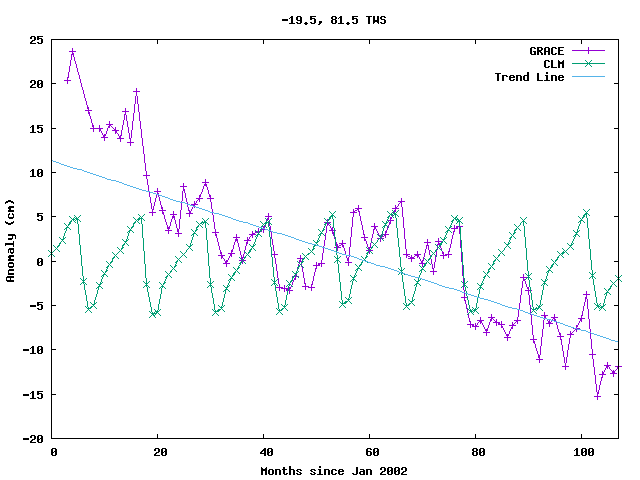 -19.5, 81.5 TWS
GRACE
CLM
Trend Line
Anomaly (cm)
25
20
15
10
5
0
-5
-10
-15
-20
0 20 40 60 80 100
Months since Jan 2002